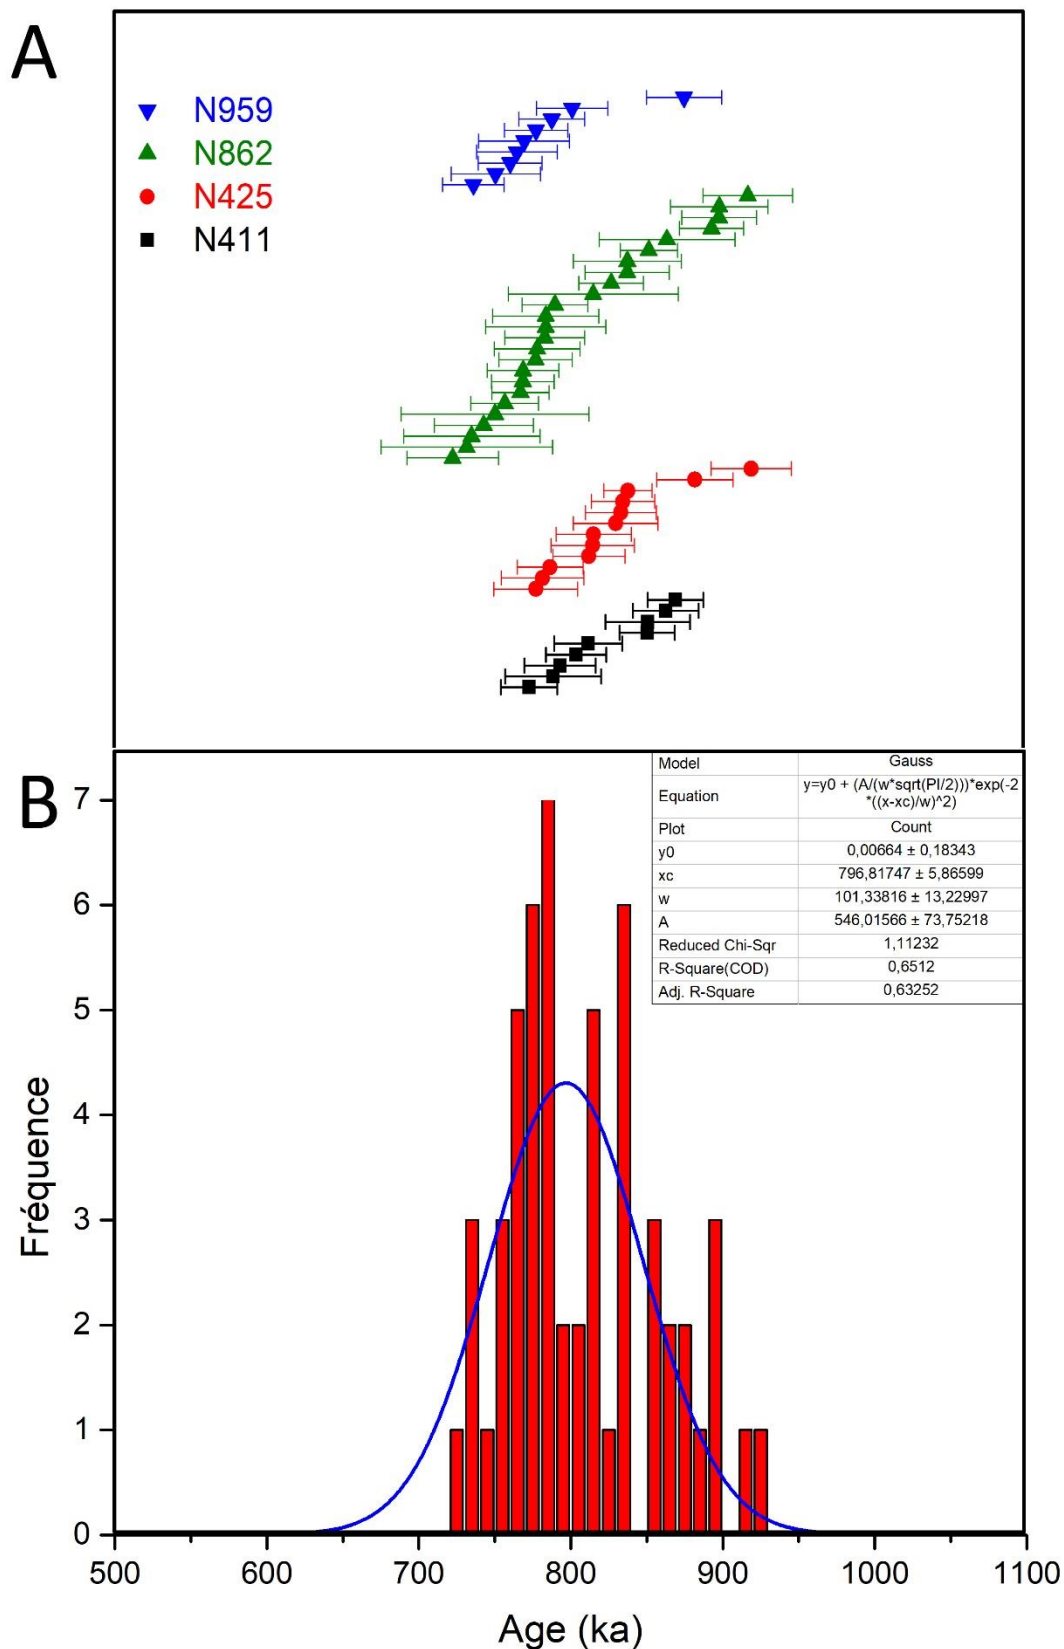 A
N959
N862
N425
N411
B
Model Gauss
Equation y=y0 + (A/(w*sqrt(PI/2)))*exp(-2
*((x-xc)/w)^2)
Plot Count
y0 0,00664 ± 0,18343
xc 796,81747 ± 5,86599
w 101,33816 ± 13,22997
A 546,01566 ± 73,75218
Reduced Chi-Sqr 1,11232
R-Square(COD) 0,6512
Adj. R-Square 0,63252
7
6
5
4
3
2
1
0
Fréquence
500 600 700 800 900 1000 1100
Age (ka)